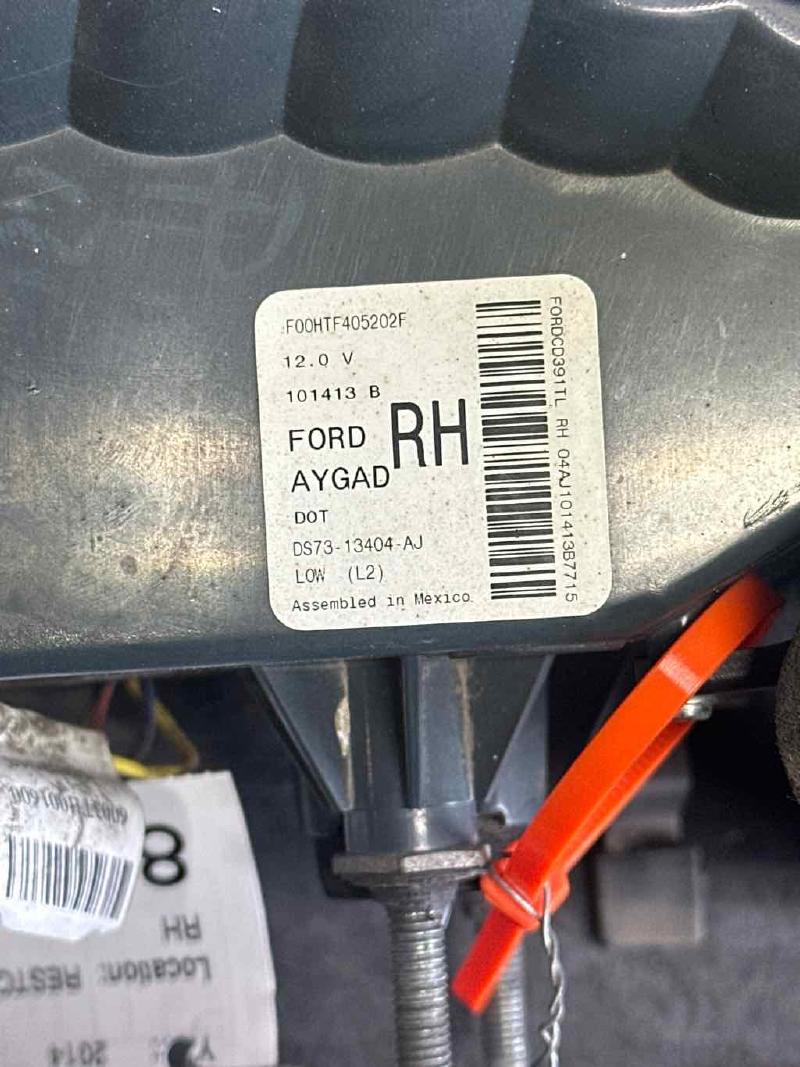 F00HTF405202F
12.0 V
101413 B
FORD
RH
AYGAD
DOT
DS73-13404-AJ
LOW (L2)
Assembled in Mexico
FORDCD391TL RH 04AJ101413B7715
8
RH
Location:
2014